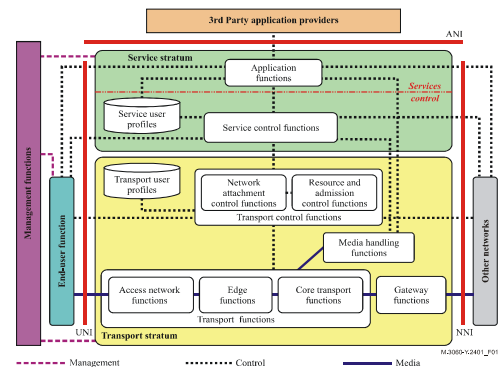 3rd Party application providers
ANI
Service stratum
Application
functions
Services
control
Service user
profiles
Service control functions
Management functions
Transport user
profiles
Network
attachment
control functions
Resource and
admission control
functions
Transport control functions
End-user function
Other networks
Media handling
functions
Access network
functions
Edge
functions
Core transport
functions
Gateway
functions
Transport functions
UNI
Transport stratum
NNI
M.3060-Y.2401_F01
Management
Control
Media